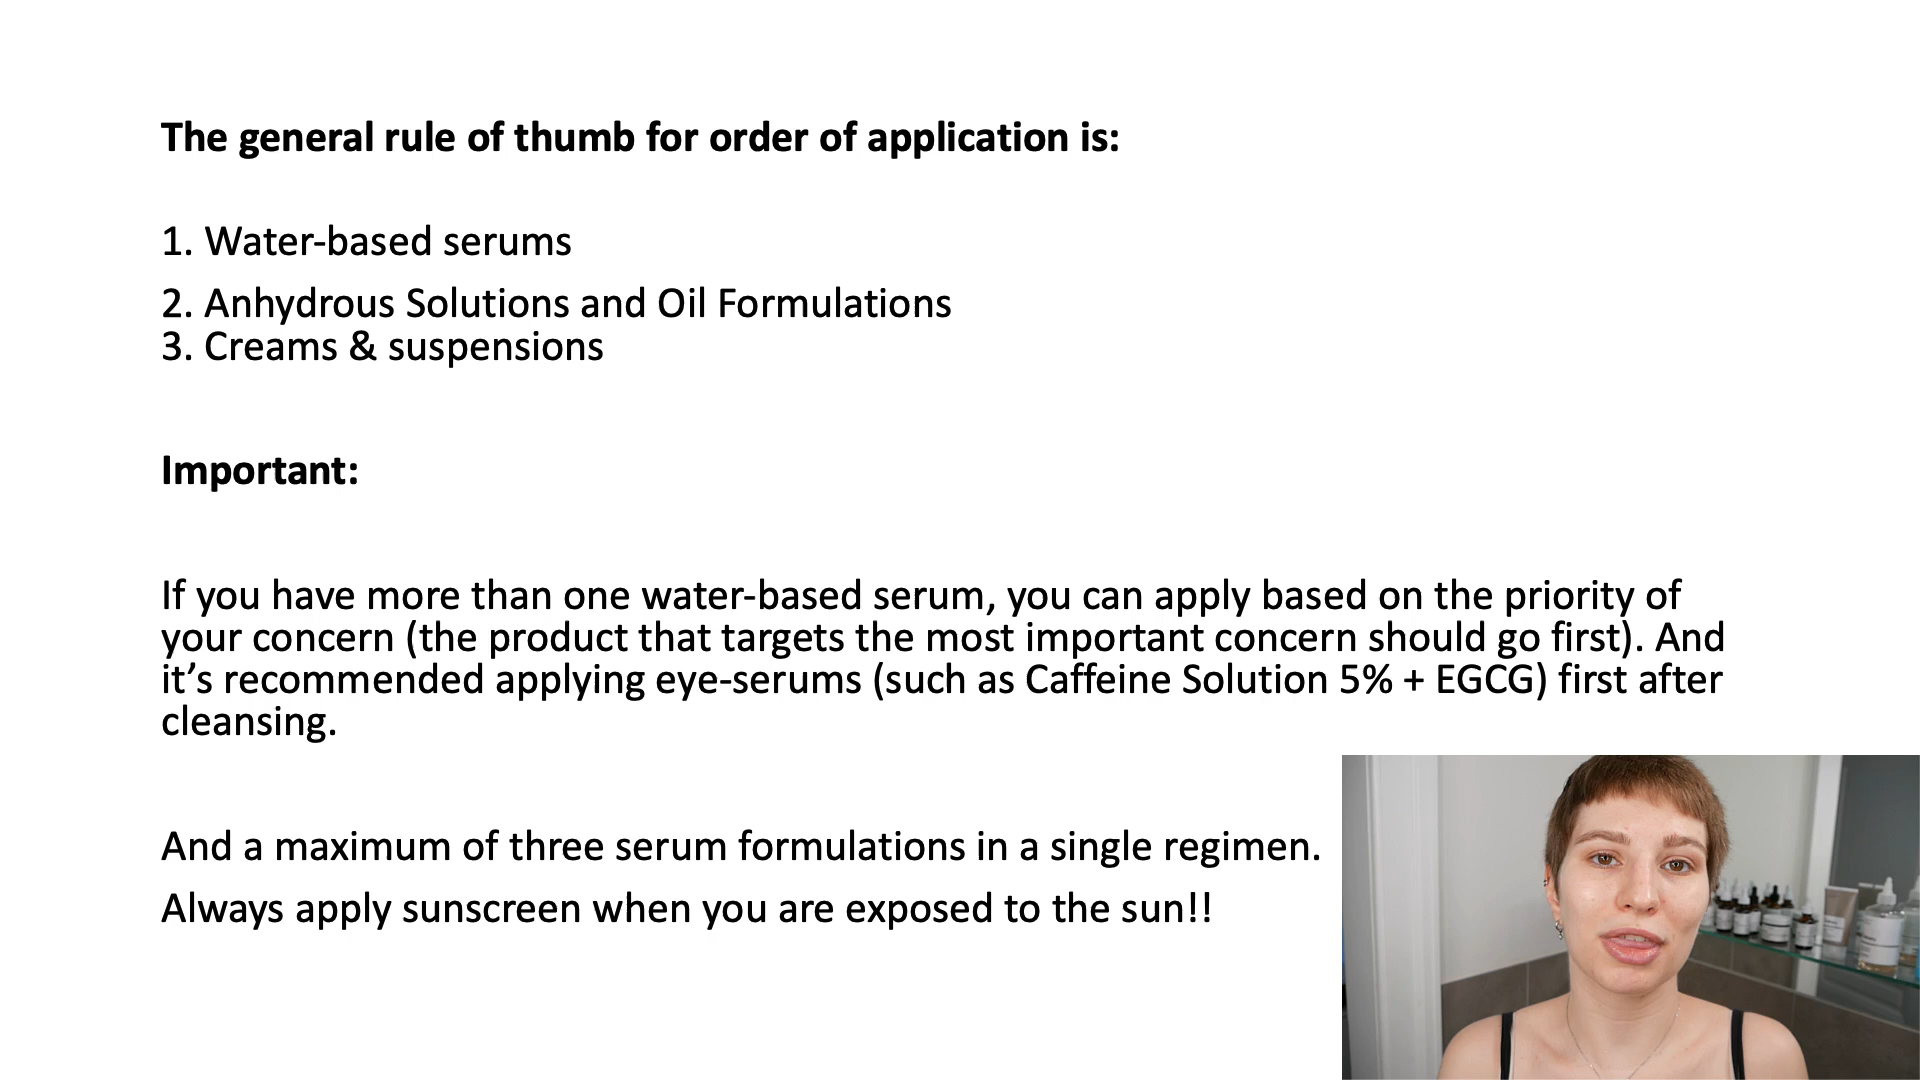 The general rule of thumb for order of application is:
1. Water-based serums
2. Anhydrous Solutions and Oil Formulations
3. Creams & suspensions
Important:
If you have more than one water-based serum, you can apply based on the priority of
your concern (the product that targets the most important concern should go first). And
it’s recommended applying eye-serums (such as Caffeine Solution 5% + EGCG) first after
cleansing.
And a maximum of three serum formulations in a single regimen.
Always apply sunscreen when you are exposed to the sun!!